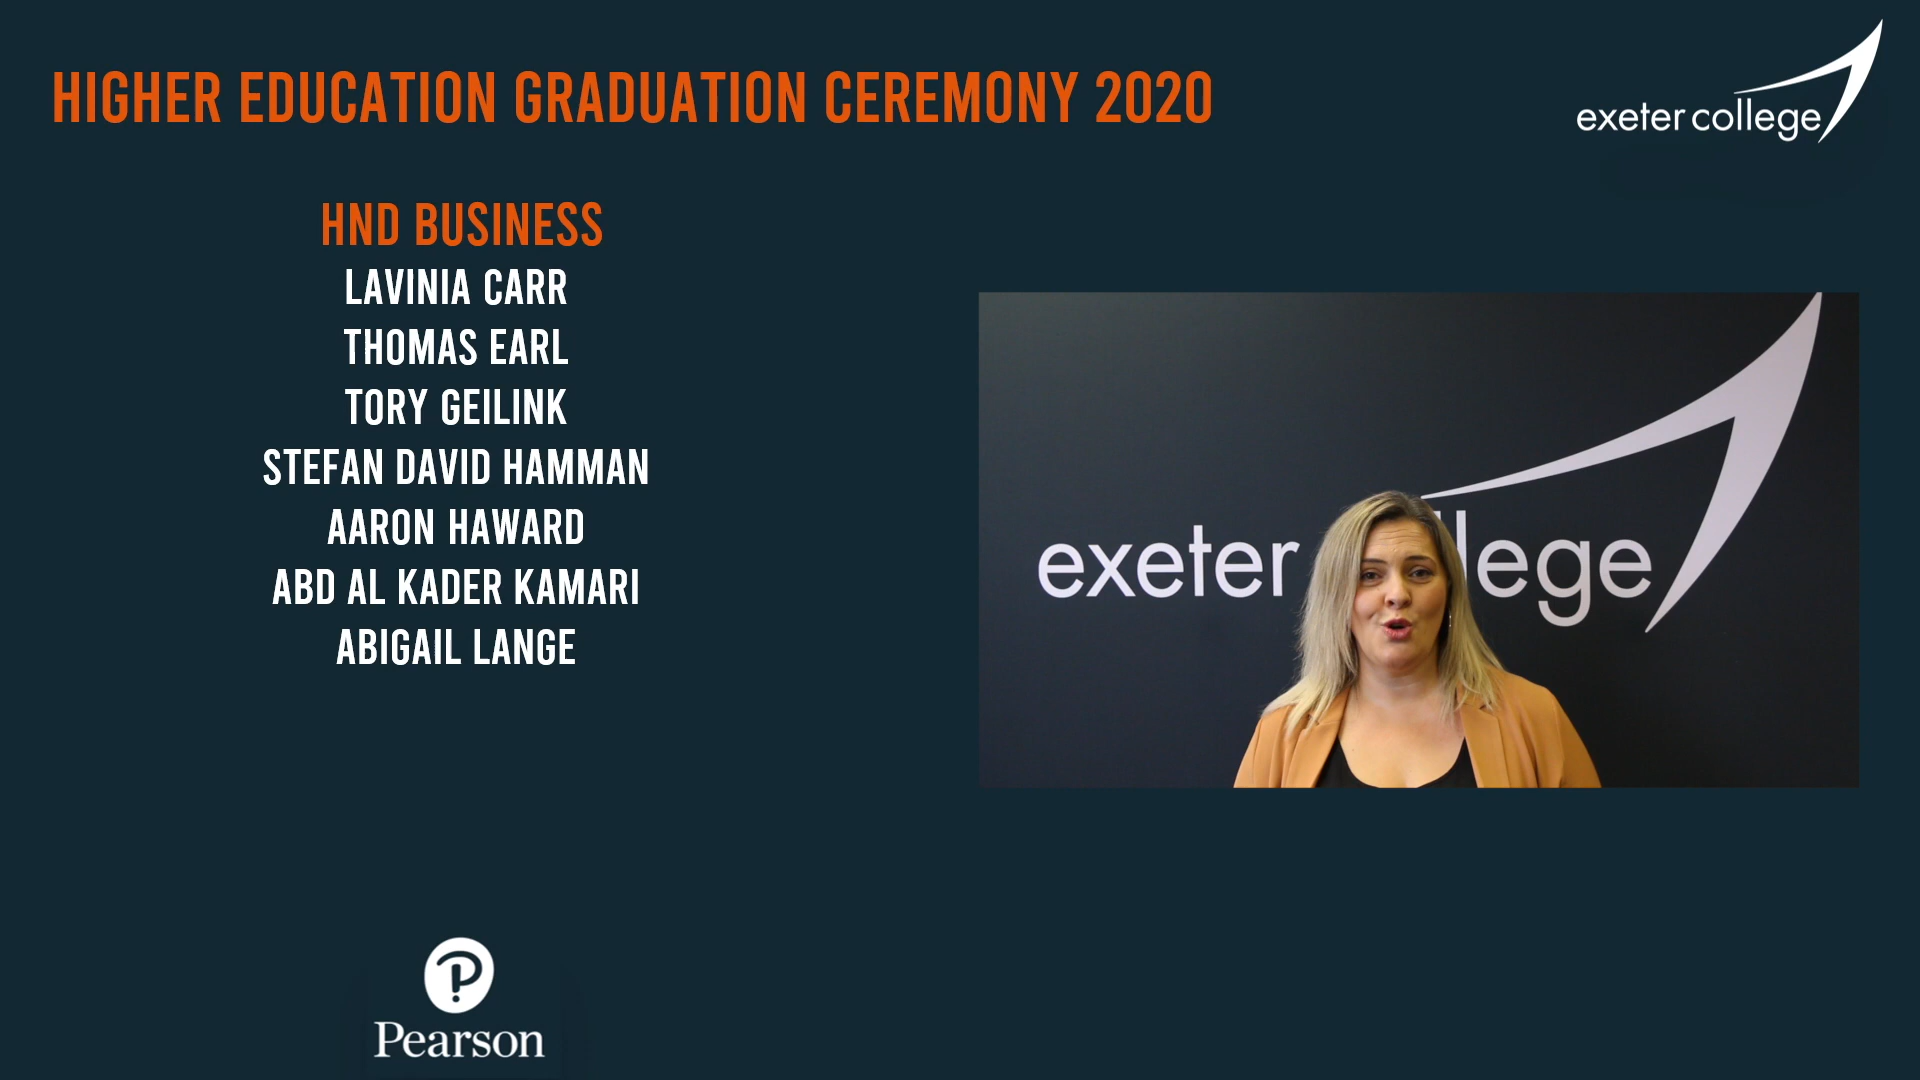 HIGHER EDUCATION GRADUATION CEREMONY 2020
exeter college
HND BUSINESS
LAVINIA CARR
THOMAS EARL
TORY GEILINK
STEFAN DAVID HAMMAN
AARON HAWARD
ABD AL KADER KAMARI
ABIGAIL LANGE
exeter llege
Pearson